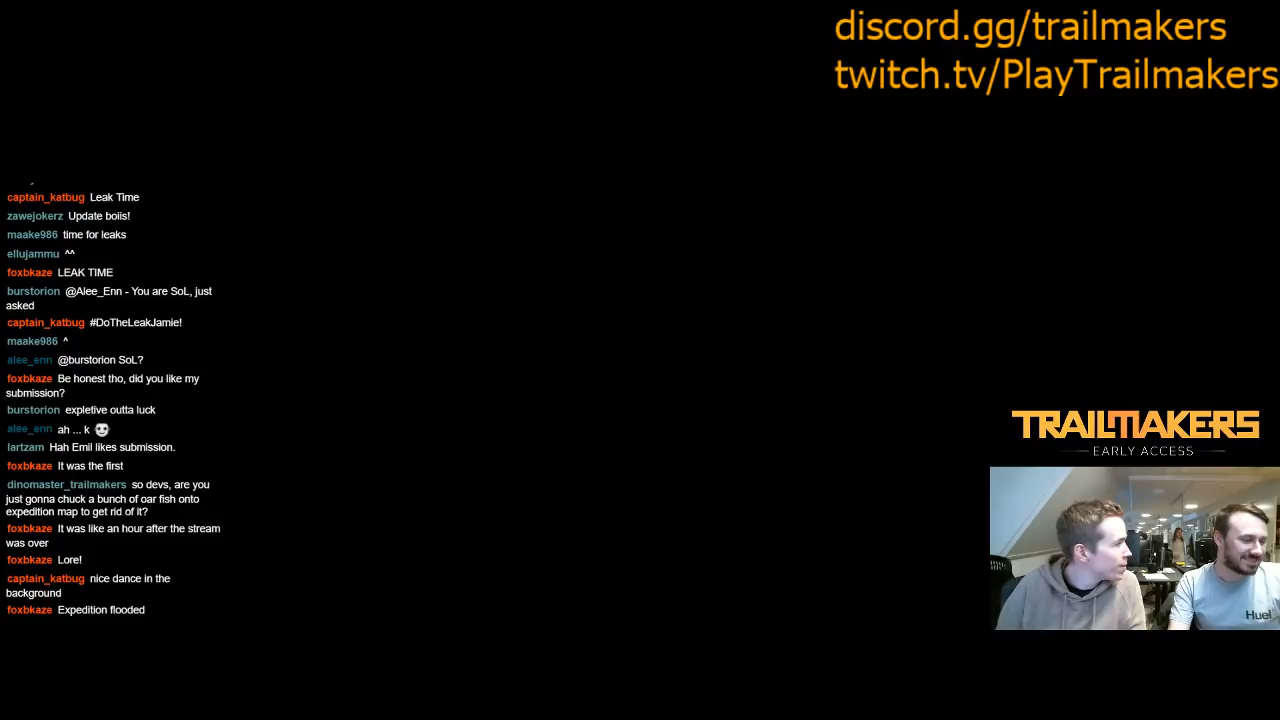 discord.gg/trailmakers
twitch.tv/PlayTrailmakers
captain_katbug Leak Time
zawejokerz Update boiis!
maake986 time for leaks
ellujammu ^^
foxbkaze LEAK TIME
burstorion @Alee_Enn - You are SoL, just
asked
captain_katbug #DoTheLeakJamie!
maake986 ^
alee_enn @burstorion SoL?
foxbkaze Be honest tho, did you like my
submission?
burstorion expletive outta luck
alee_enn ah ... k
lartzam Hah Emil likes submission.
foxbkaze It was the first
dinomaster_trailmakers so devs, are you
just gonna chuck a bunch of oar fish onto
expedition map to get rid of it?
foxbkaze It was like an hour after the stream
was over
foxbkaze Lore!
captain_katbug nice dance in the
background
foxbkaze Expedition flooded
TRAILMAKERS
EARLY ACCESS
Huel